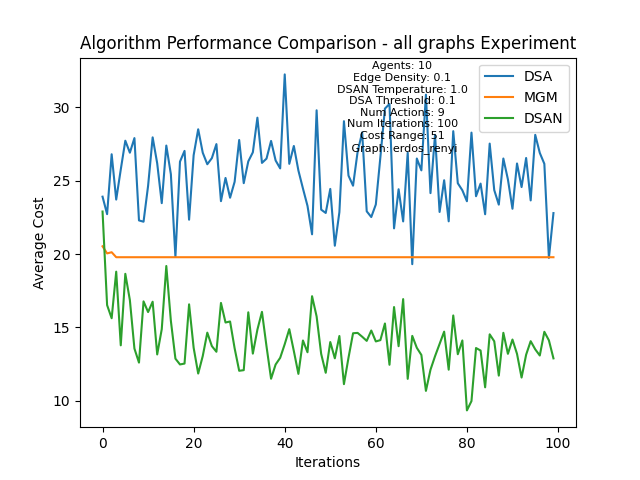 Algorithm Performance Comparison - all graphs Experiment
Agents: 10
Edge Density: 0.1
DSAN Temperature: 1.0
DSA Threshold: 0.1
Num Actions: 9
Num Iterations: 100
Cost Range: 51
Graph: erdos_renyi
DSA
MGM
DSAN
Average Cost
30
25
20
15
10
0
20
40
60
80
100
Iterations